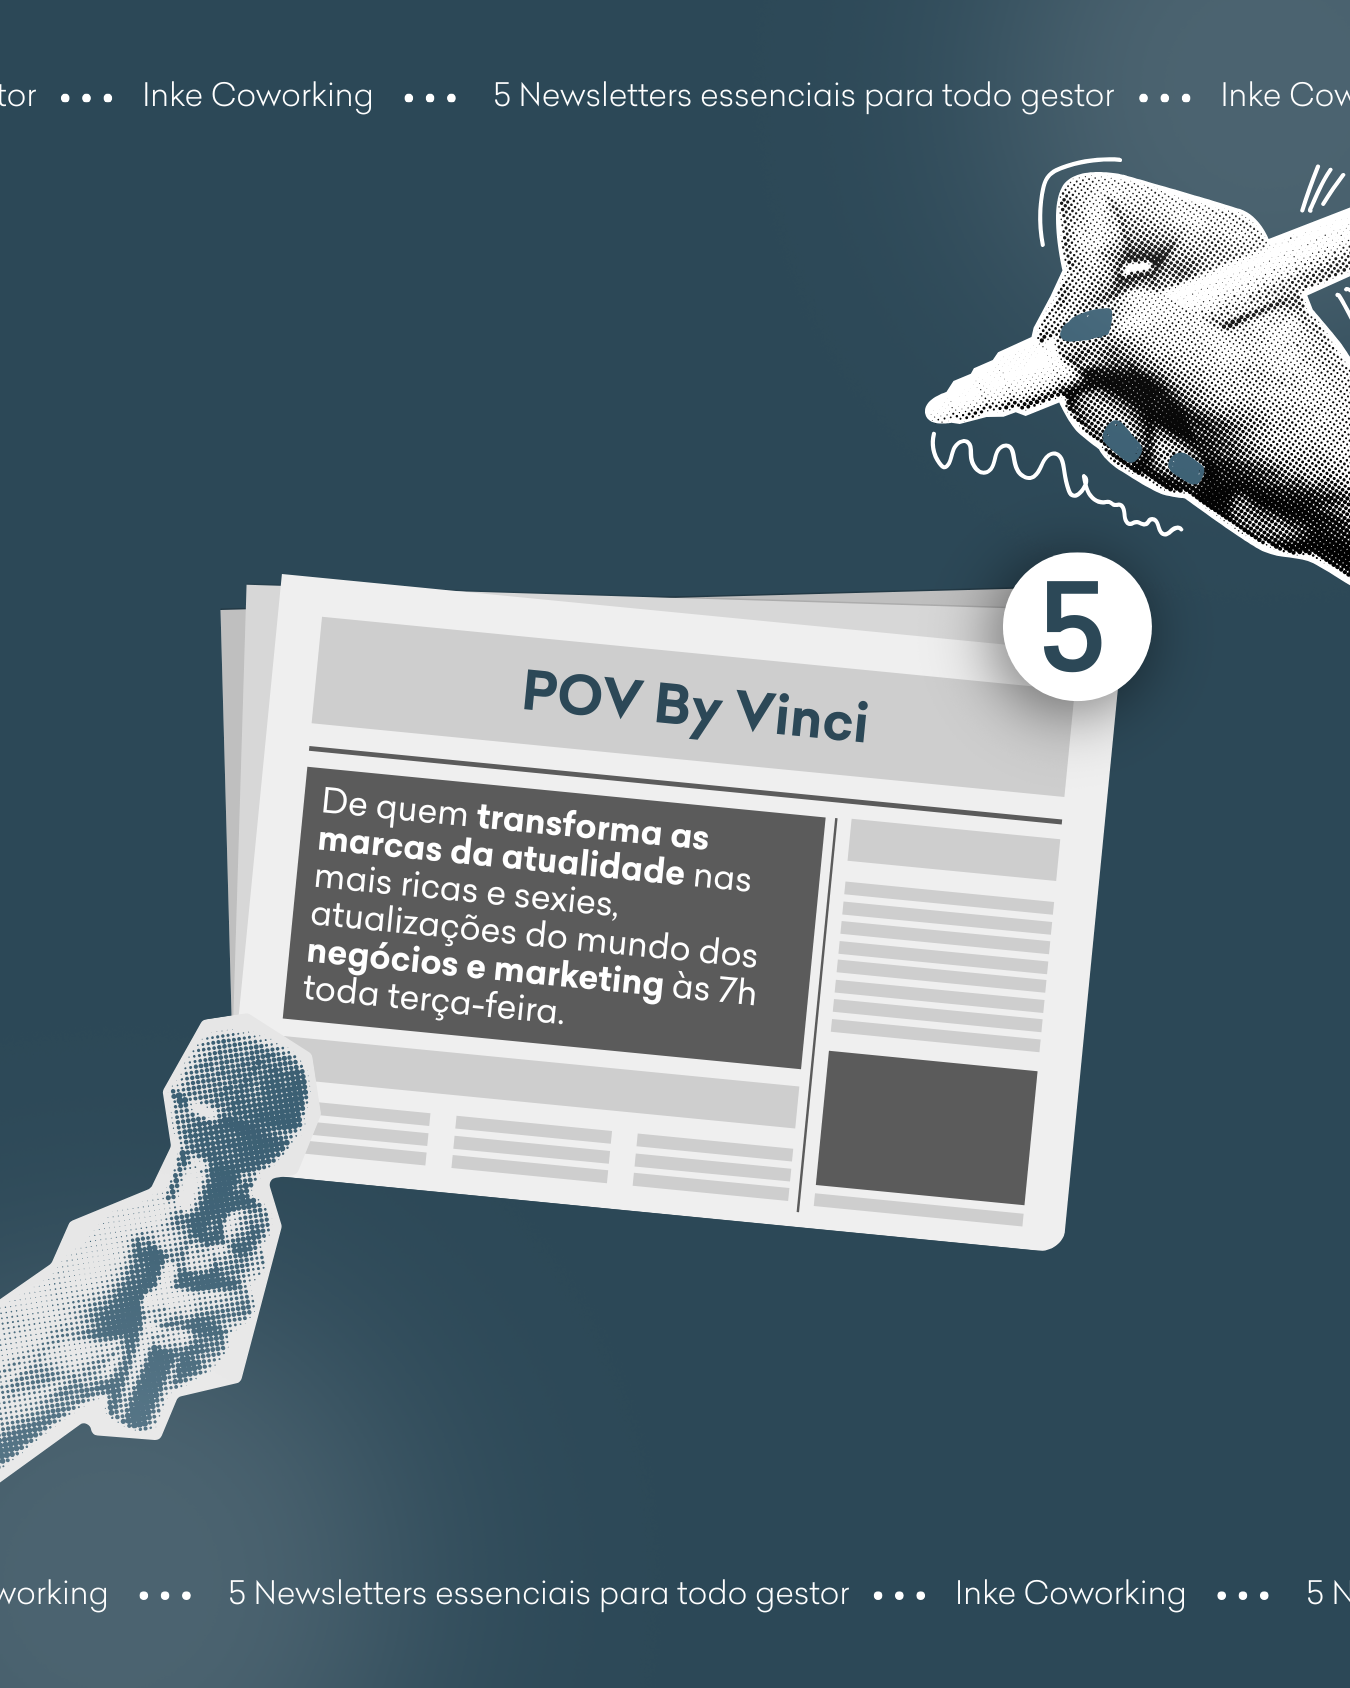 tor ••• Inke Coworking ••• 5 Newsletters essenciais para todo gestor ••• Inke Cow
5
POV By Vinci
De quem transforma as
marcas da atualidade nas
mais ricas e sexies,
atualizações do mundo dos
negócios e marketing às 7h
toda terça-feira.
working ••• 5 Newsletters essenciais para todo gestor ••• Inke Coworking ••• 5 N